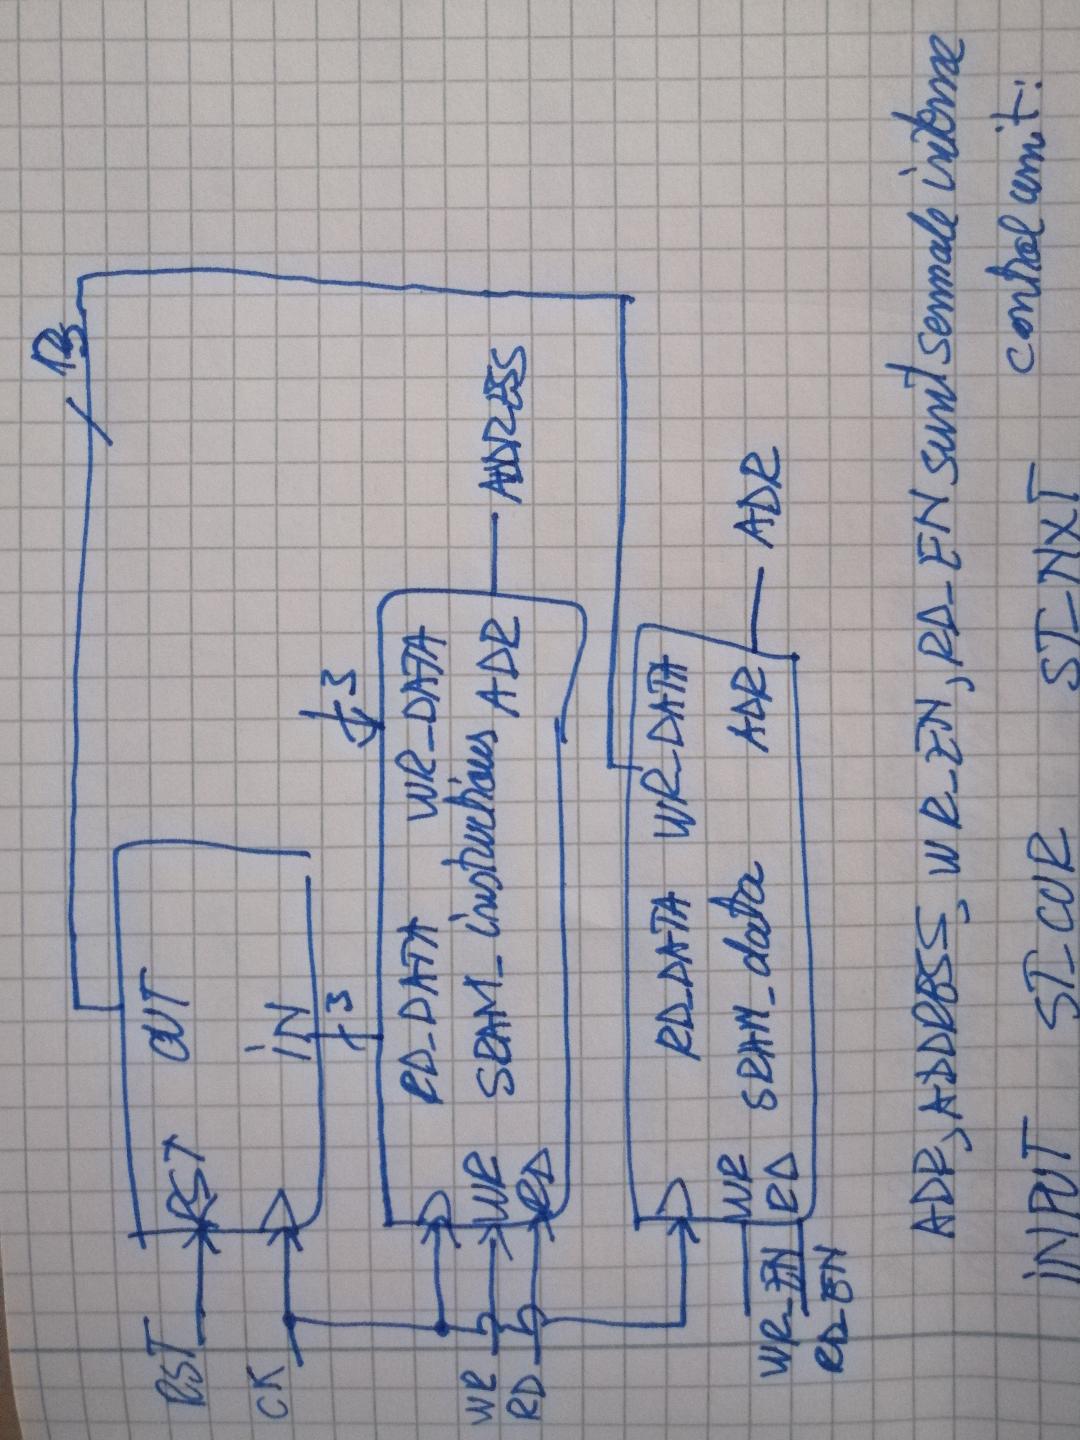 13
RST RST OUT
CK IN
3 3
RD_DATA WR_DATA
WR WR SRAM_instructions ADR ADDRESS
RD RD
RD_DATA WR_DATA
WR SRAM_data ADR ADR
WR_EN RD
RD_EN
ADR, ADDRESS, WR_EN, RD_EN sunt semnale interne
control unit:
INPUT ST_CUR ST_NXT